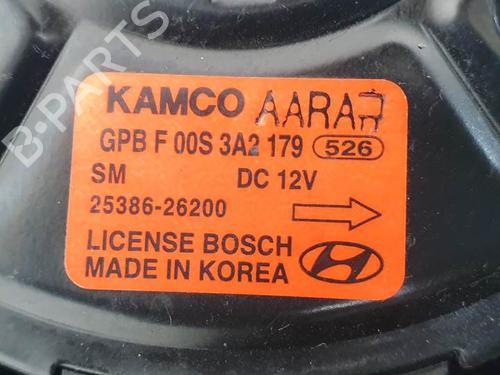 B-PARTS
KAMCO AARAR
GPB F 00S 3A2 179 526
SM DC 12V
25386-26200
LICENSE BOSCH
MADE IN KOREA